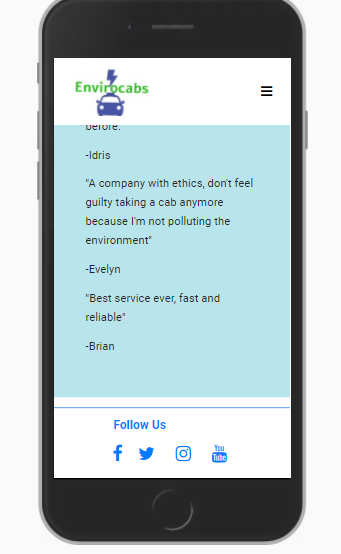 Envirocabs
before."
-Idris
"A company with ethics, don't feel
guilty taking a cab anymore
because I'm not polluting the
environment"
-Evelyn
"Best service ever, fast and
reliable"
-Brian
Follow Us
You
Tube